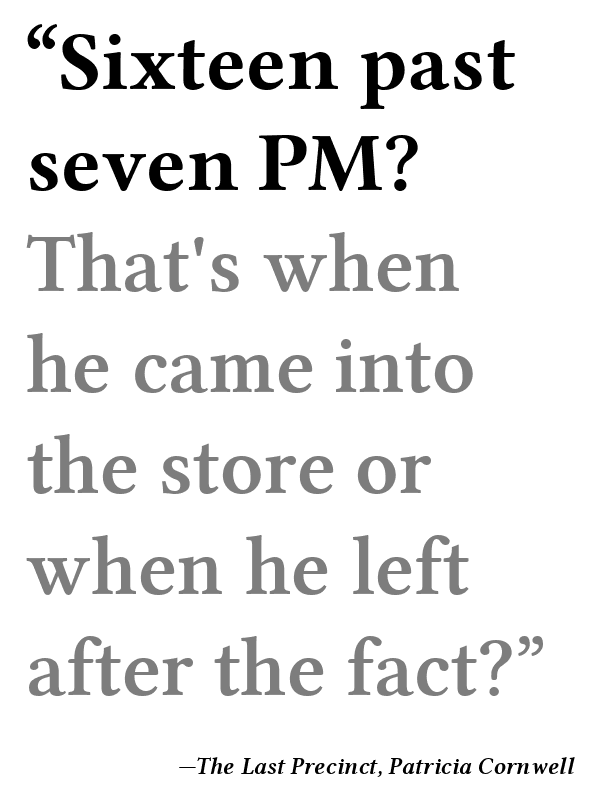 “Sixteen past
seven PM?
That's when
he came into
the store or
when he left
after the fact?”
—The Last Precinct, Patricia Cornwell